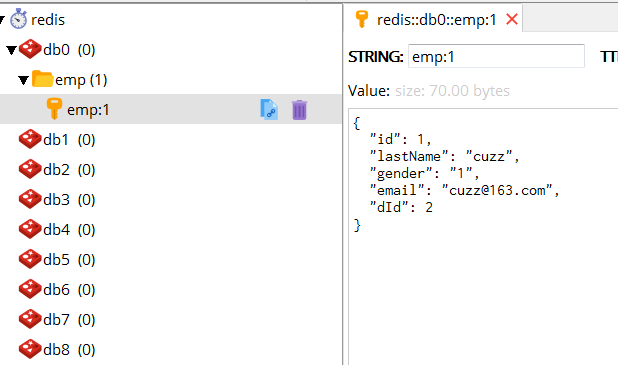 redis
db0 (0)
emp (1)
emp:1
db1 (0)
db2 (0)
db3 (0)
db4 (0)
db5 (0)
db6 (0)
db7 (0)
db8 (0)
redis::db0::emp:1
STRING: emp:1 TT
Value: size: 70.00 bytes
{
"id": 1,
"lastName": "cuzz",
"gender": "1",
"email": "cuzz@163.com",
"dId": 2
}